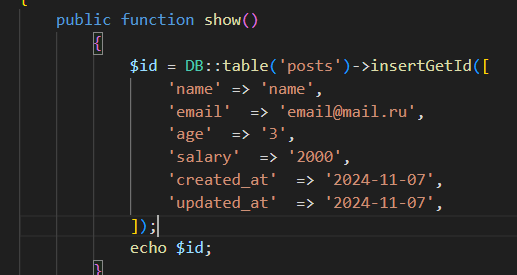 {
public function show()
{
$id = DB::table('posts')->insertGetId([
'name' => 'name',
'email'  => 'email@mail.ru',
'age'  => '3',
'salary'  => '2000',
'created_at'  => '2024-11-07',
'updated_at'  => '2024-11-07',
]);
echo $id;
}